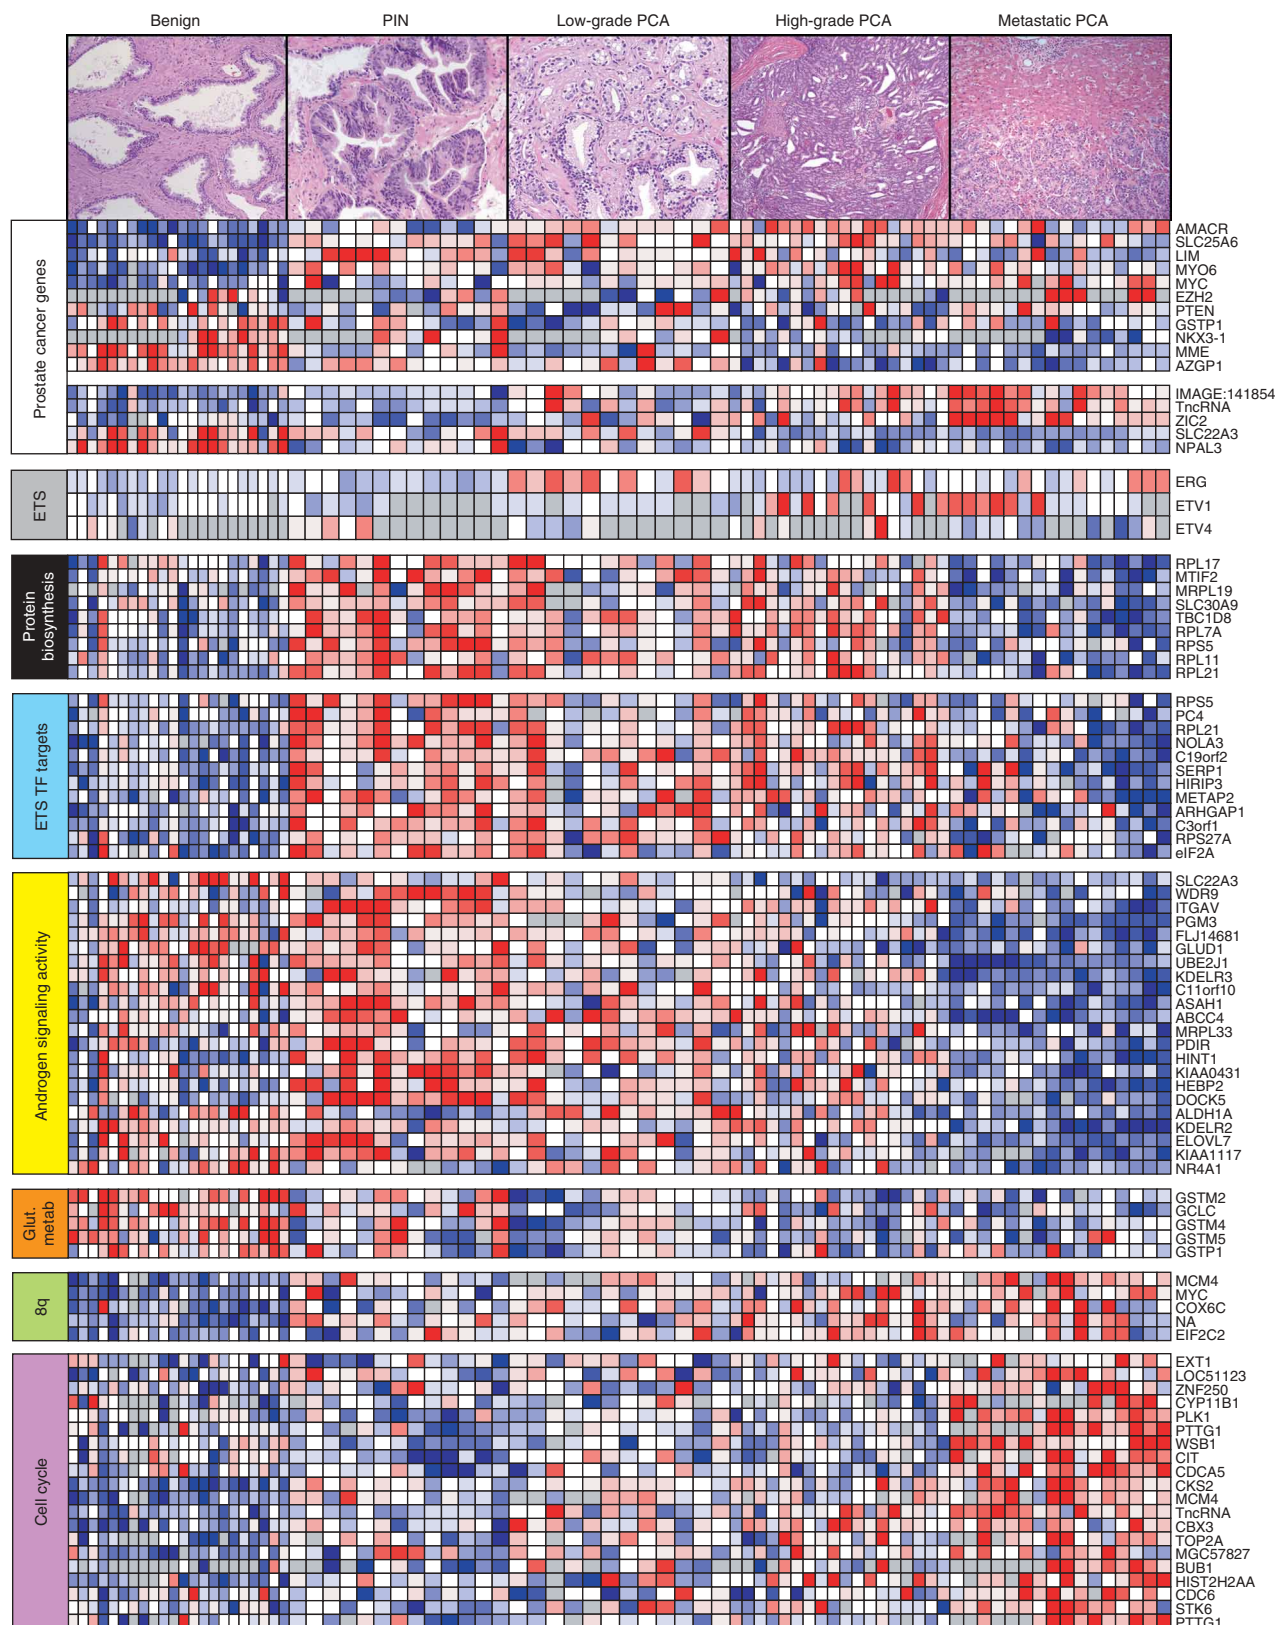 Benign
PIN
Low-grade PCA
High-grade PCA
Metastatic PCA
Prostate cancer genes
AMACR
SLC25A6
LIM
MYO6
MYC
EZH2
PTEN
GSTP1
NKX3-1
MME
AZGP1
IMAGE:141854
TncRNA
ZIC2
SLC22A3
NPAL3
ETS
ERG
ETV1
ETV4
Protein
biosynthesis
RPL17
MTIF2
MRPL19
SLC30A9
TBC1D8
RPL7A
RPS5
RPL11
RPL21
ETS TF targets
RPS5
PC4
RPL21
NOLA3
C19orf2
SERP1
HIRIP3
METAP2
ARHGAP1
C3orf1
RPS27A
eIF2A
Androgen signaling activity
SLC22A3
WDR9
ITGAV
PGM3
FLJ14681
GLUD1
UBE2J1
KDELR3
C11orf10
ASAH1
ABCC4
MRPL33
PDIR
HINT1
KIAA0431
HEBP2
DOCK5
ALDH1A
KDELR2
ELOVL7
KIAA1117
NR4A1
Glut.
metab
GSTM2
GCLC
GSTM4
GSTM5
GSTP1
8q
MCM4
MYC
COX6C
NA
EIF2C2
Cell cycle
EXT1
LOC51123
ZNF250
CYP11B1
PLK1
PTTG1
WSB1
CIT
CDCA5
CKS2
MCM4
TncRNA
CBX3
TOP2A
MGC57827
BUB1
HIST2H2AA
CDC6
STK6
PTTG1